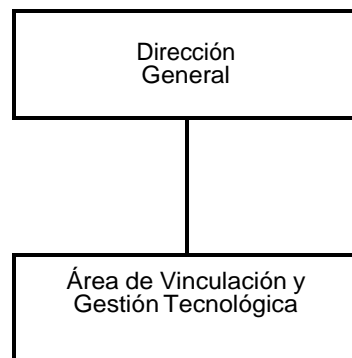 Dirección
General
Área de Vinculación y
Gestión Tecnológica